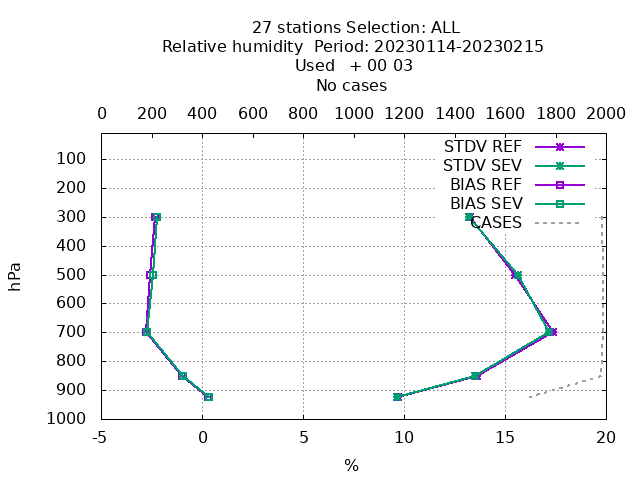 27 stations Selection: ALL
Relative humidity  Period: 20230114-20230215
Used   + 00 03
No cases
0 200 400 600 800 1000 1200 1400 1600 1800 2000
STDV REF
STDV SEV
BIAS REF
BIAS SEV
CASES
100
200
300
400
500
600
700
800
900
1000
hPa
-5 0 5 10 15 20
%